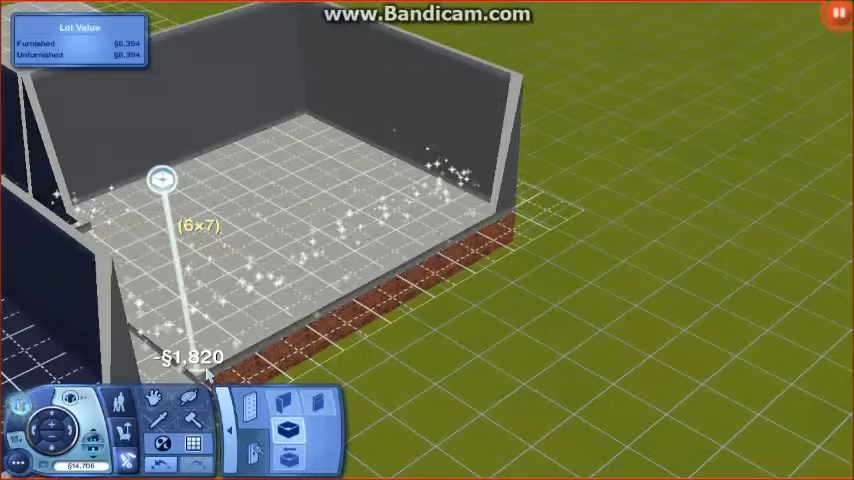 www.Bandicam.com
Lot Value
Furnished §8,394
Unfurnished §8,394
(6x7)
-§1,820
§14,706